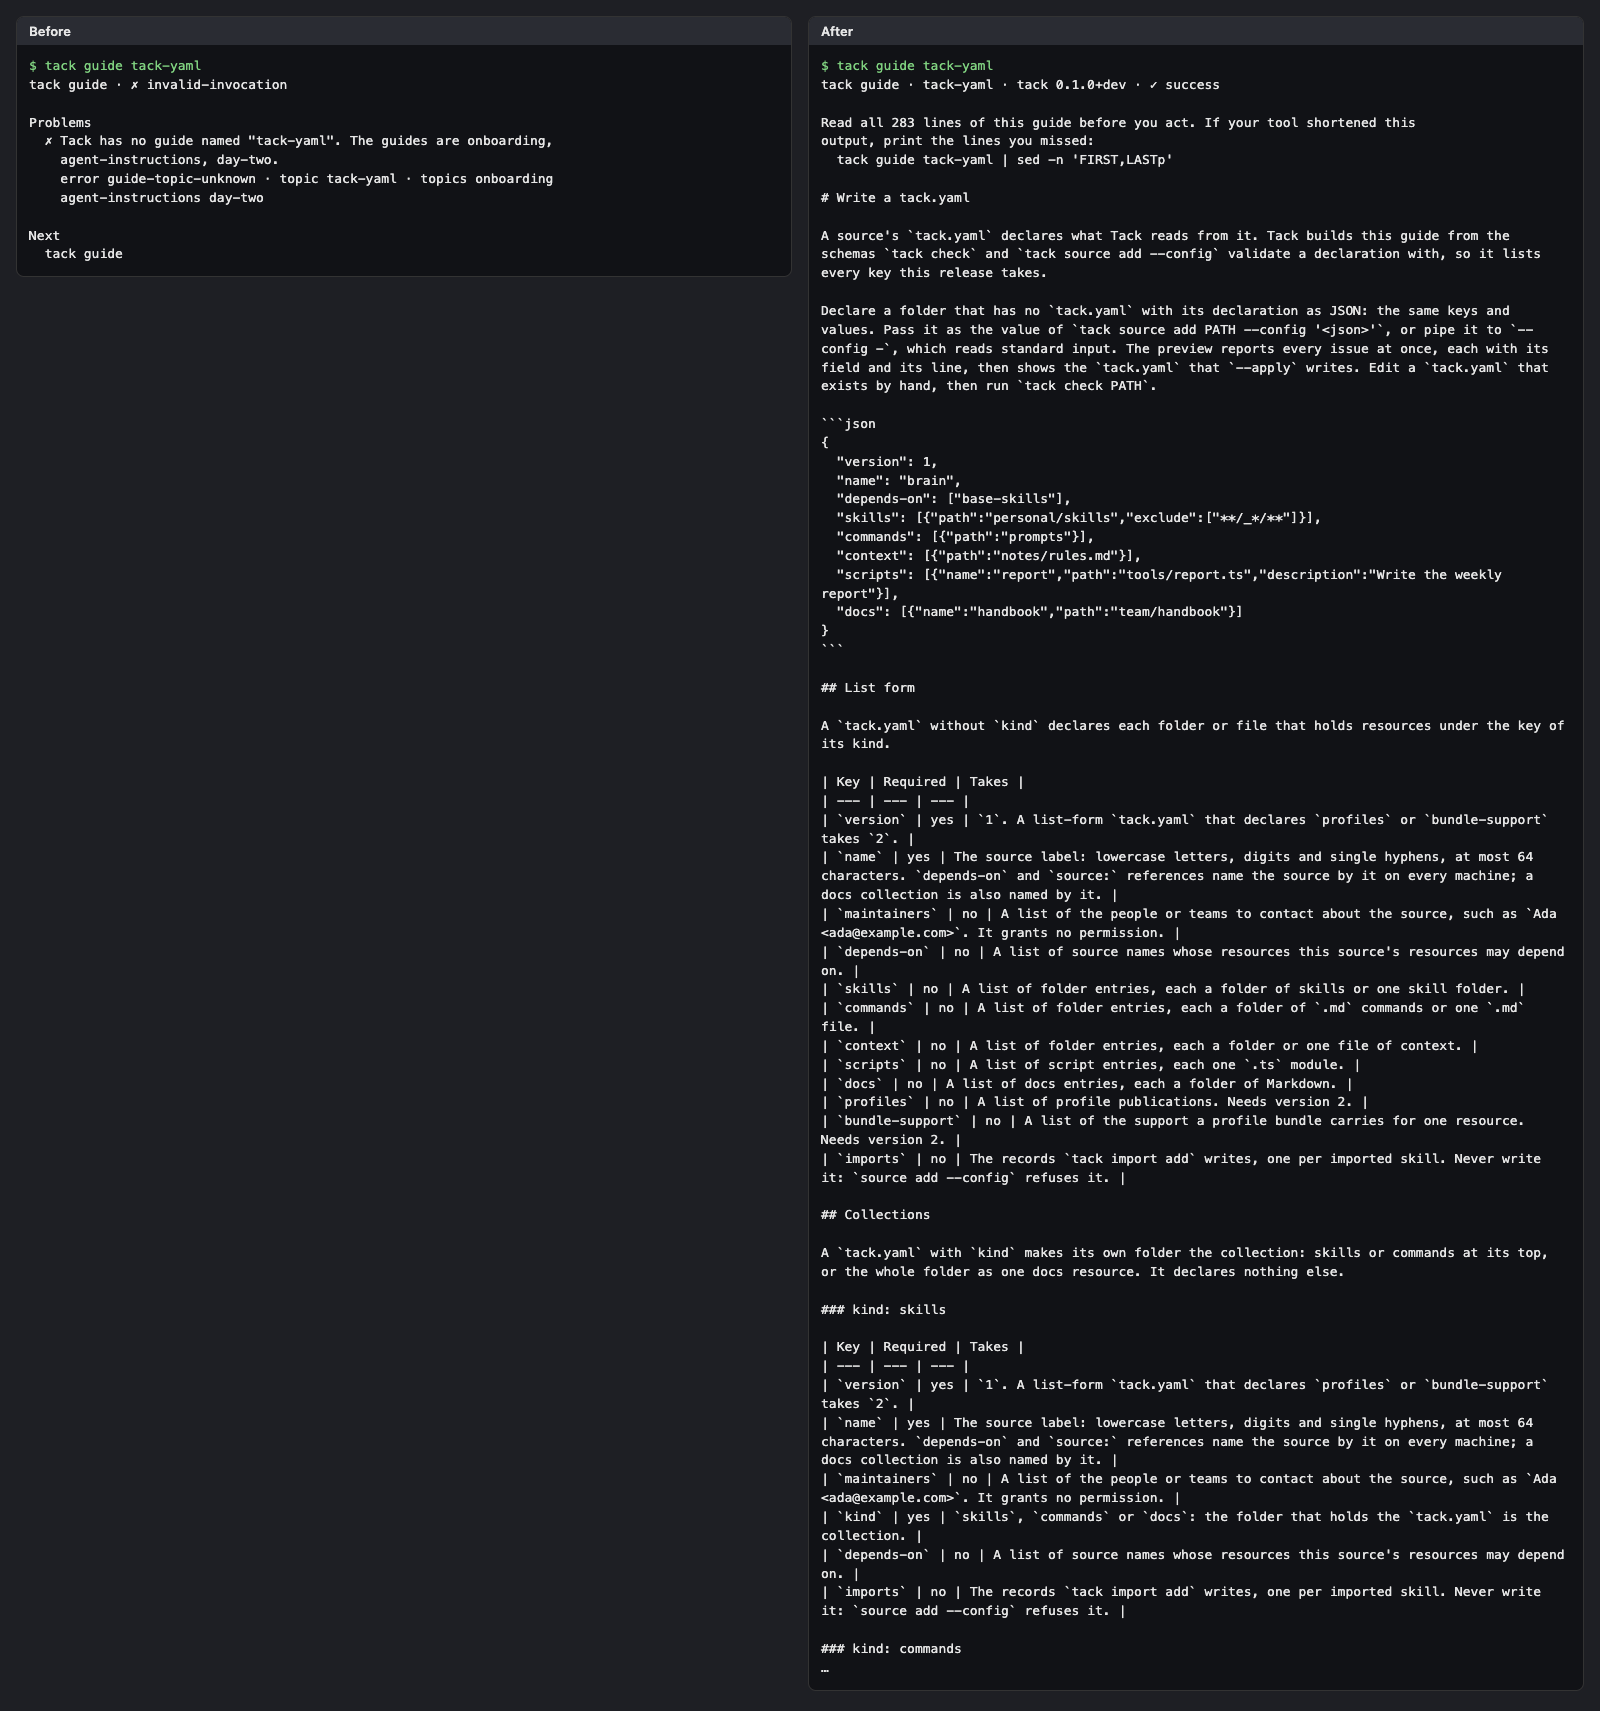 Before
$ tack guide tack-yaml
tack guide · ✗ invalid-invocation
Problems
✗ Tack has no guide named "tack-yaml". The guides are onboarding,
agent-instructions, day-two.
error guide-topic-unknown · topic tack-yaml · topics onboarding
agent-instructions day-two
Next
tack guide
After
$ tack guide tack-yaml
tack guide · tack-yaml · tack 0.1.0+dev · ✓ success
Read all 283 lines of this guide before you act. If your tool shortened this
output, print the lines you missed:
tack guide tack-yaml | sed -n 'FIRST,LASTp'
# Write a tack.yaml
A source's `tack.yaml` declares what Tack reads from it. Tack builds this guide from the
schemas `tack check` and `tack source add --config` validate a declaration with, so it lists
every key this release takes.
Declare a folder that has no `tack.yaml` with its declaration as JSON: the same keys and
values. Pass it as the value of `tack source add PATH --config '<json>'`, or pipe it to `--
config -`, which reads standard input. The preview reports every issue at once, each with its
field and its line, then shows the `tack.yaml` that `--apply` writes. Edit a `tack.yaml` that
exists by hand, then run `tack check PATH`.
```json
{
"version": 1,
"name": "brain",
"depends-on": ["base-skills"],
"skills": [{"path":"personal/skills","exclude":["**/_*/**"]}],
"commands": [{"path":"prompts"}],
"context": [{"path":"notes/rules.md"}],
"scripts": [{"name":"report","path":"tools/report.ts","description":"Write the weekly
report"}],
"docs": [{"name":"handbook","path":"team/handbook"}]
}
```
## List form
A `tack.yaml` without `kind` declares each folder or file that holds resources under the key of
its kind.
| Key | Required | Takes |
| --- | --- | --- |
| `version` | yes | `1`. A list-form `tack.yaml` that declares `profiles` or `bundle-support`
takes `2`. |
| `name` | yes | The source label: lowercase letters, digits and single hyphens, at most 64
characters. `depends-on` and `source:` references name the source by it on every machine; a
docs collection is also named by it. |
| `maintainers` | no | A list of the people or teams to contact about the source, such as `Ada
<ada@example.com>`. It grants no permission. |
| `depends-on` | no | A list of source names whose resources this source's resources may depend
on. |
| `skills` | no | A list of folder entries, each a folder of skills or one skill folder. |
| `commands` | no | A list of folder entries, each a folder of `.md` commands or one `.md`
file. |
| `context` | no | A list of folder entries, each a folder or one file of context. |
| `scripts` | no | A list of script entries, each one `.ts` module. |
| `docs` | no | A list of docs entries, each a folder of Markdown. |
| `profiles` | no | A list of profile publications. Needs version 2. |
| `bundle-support` | no | A list of the support a profile bundle carries for one resource.
Needs version 2. |
| `imports` | no | The records `tack import add` writes, one per imported skill. Never write
it: `source add --config` refuses it. |
## Collections
A `tack.yaml` with `kind` makes its own folder the collection: skills or commands at its top,
or the whole folder as one docs resource. It declares nothing else.
### kind: skills
| Key | Required | Takes |
| --- | --- | --- |
| `version` | yes | `1`. A list-form `tack.yaml` that declares `profiles` or `bundle-support`
takes `2`. |
| `name` | yes | The source label: lowercase letters, digits and single hyphens, at most 64
characters. `depends-on` and `source:` references name the source by it on every machine; a
docs collection is also named by it. |
| `maintainers` | no | A list of the people or teams to contact about the source, such as `Ada
<ada@example.com>`. It grants no permission. |
| `kind` | yes | `skills`, `commands` or `docs`: the folder that holds the `tack.yaml` is the
collection. |
| `depends-on` | no | A list of source names whose resources this source's resources may depend
on. |
| `imports` | no | The records `tack import add` writes, one per imported skill. Never write
it: `source add --config` refuses it. |
### kind: commands
…